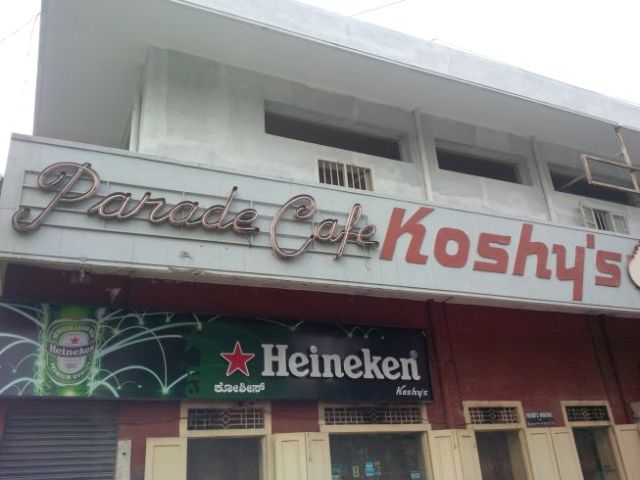 Parade Cafe Koshy's
Heineken
Heineken
ಕೋಶೀಸ್
Koshy's